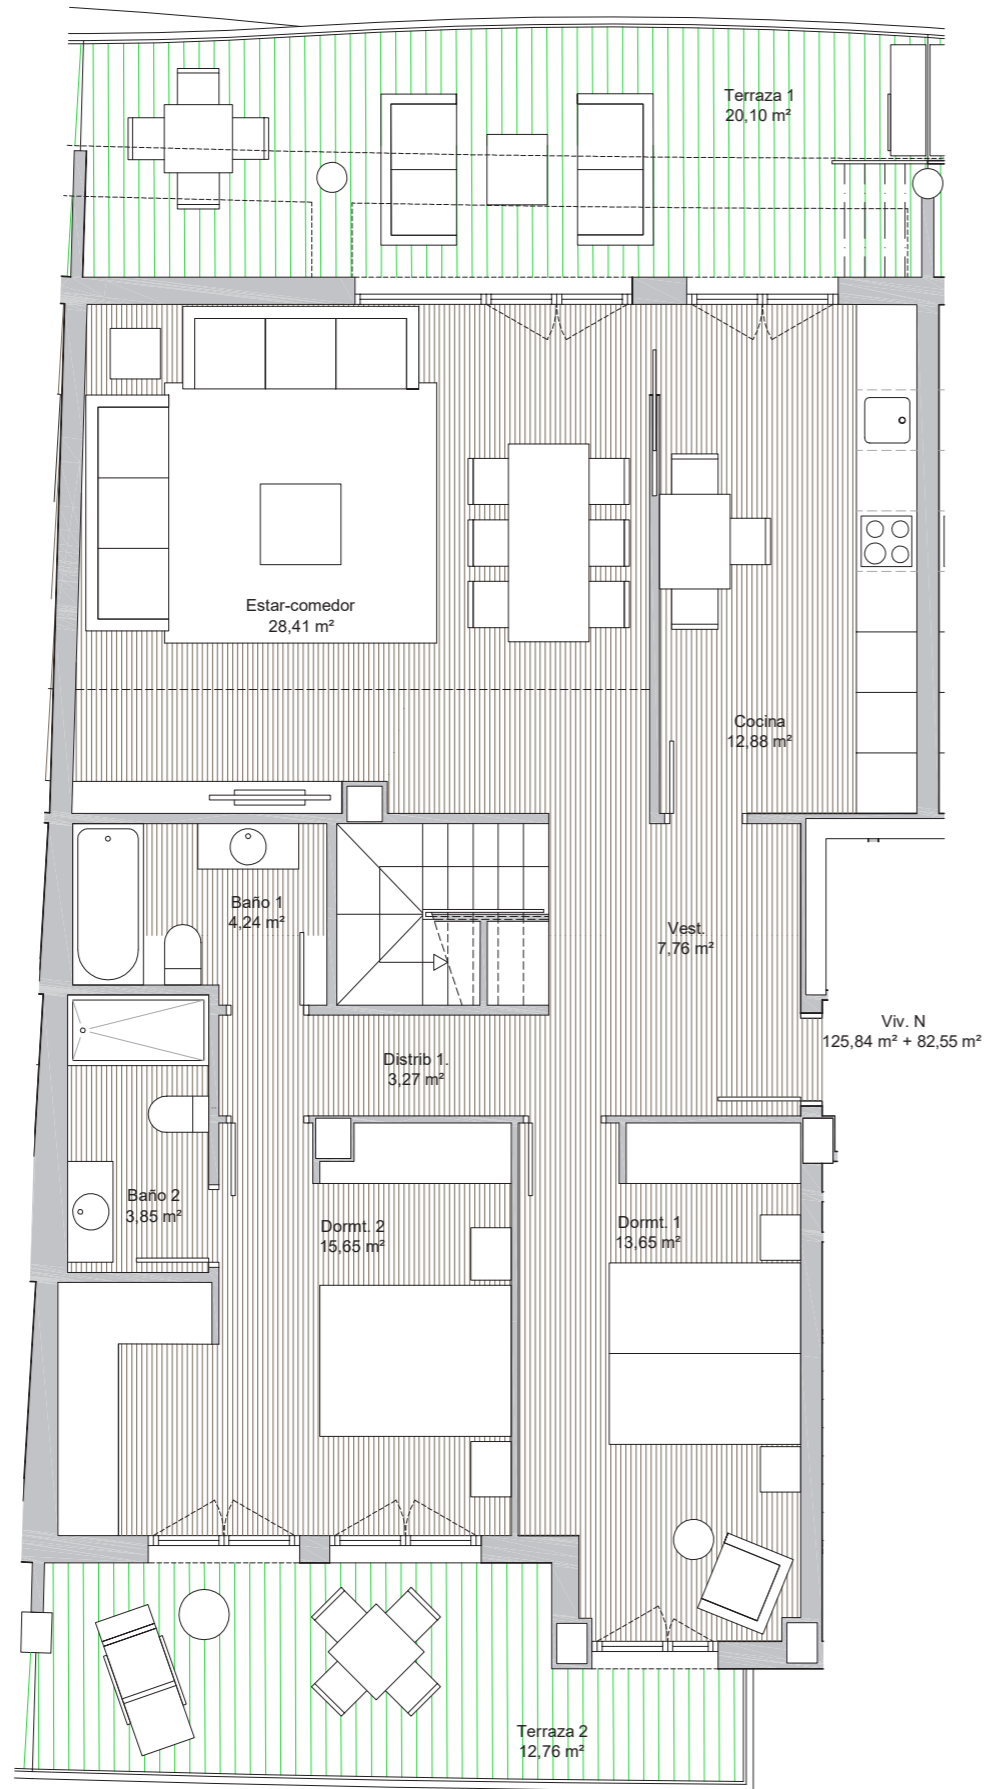 Terraza 1
20,10 m²
Estar-comedor
28,41 m²
Cocina
12,88 m²
Baño 1
4,24 m²
Vest.
7,76 m²
Viv. N
125,84 m² + 82,55 m²
Distrib 1.
3,27 m²
Baño 2
3,85 m²
Dormt. 2
15,65 m²
Dormt. 1
13,65 m²
Terraza 2
12,76 m²